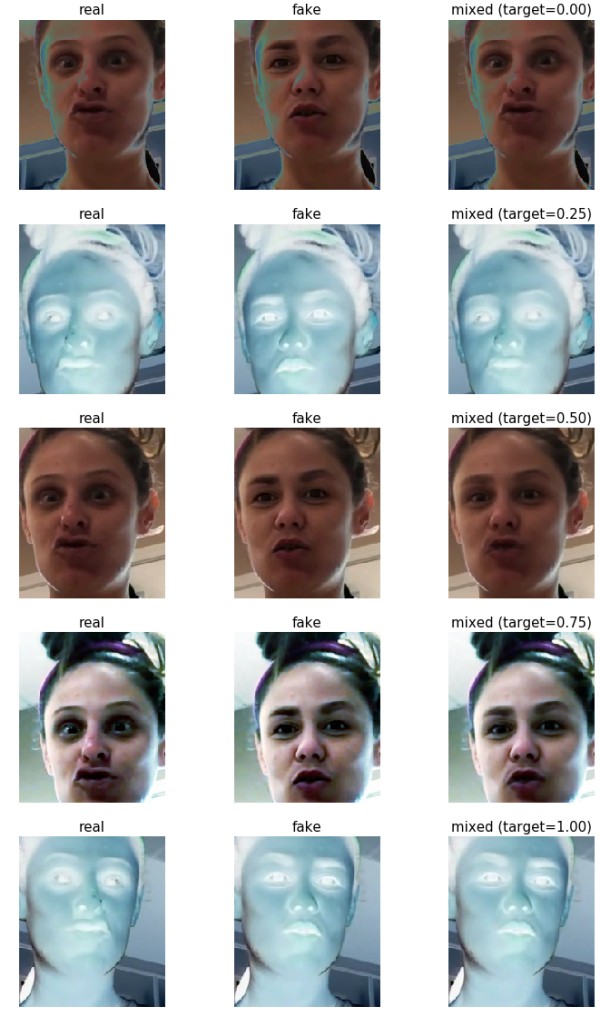 real fake mixed (target=0.00)
real fake mixed (target=0.25)
real fake mixed (target=0.50)
real fake mixed (target=0.75)
real fake mixed (target=1.00)